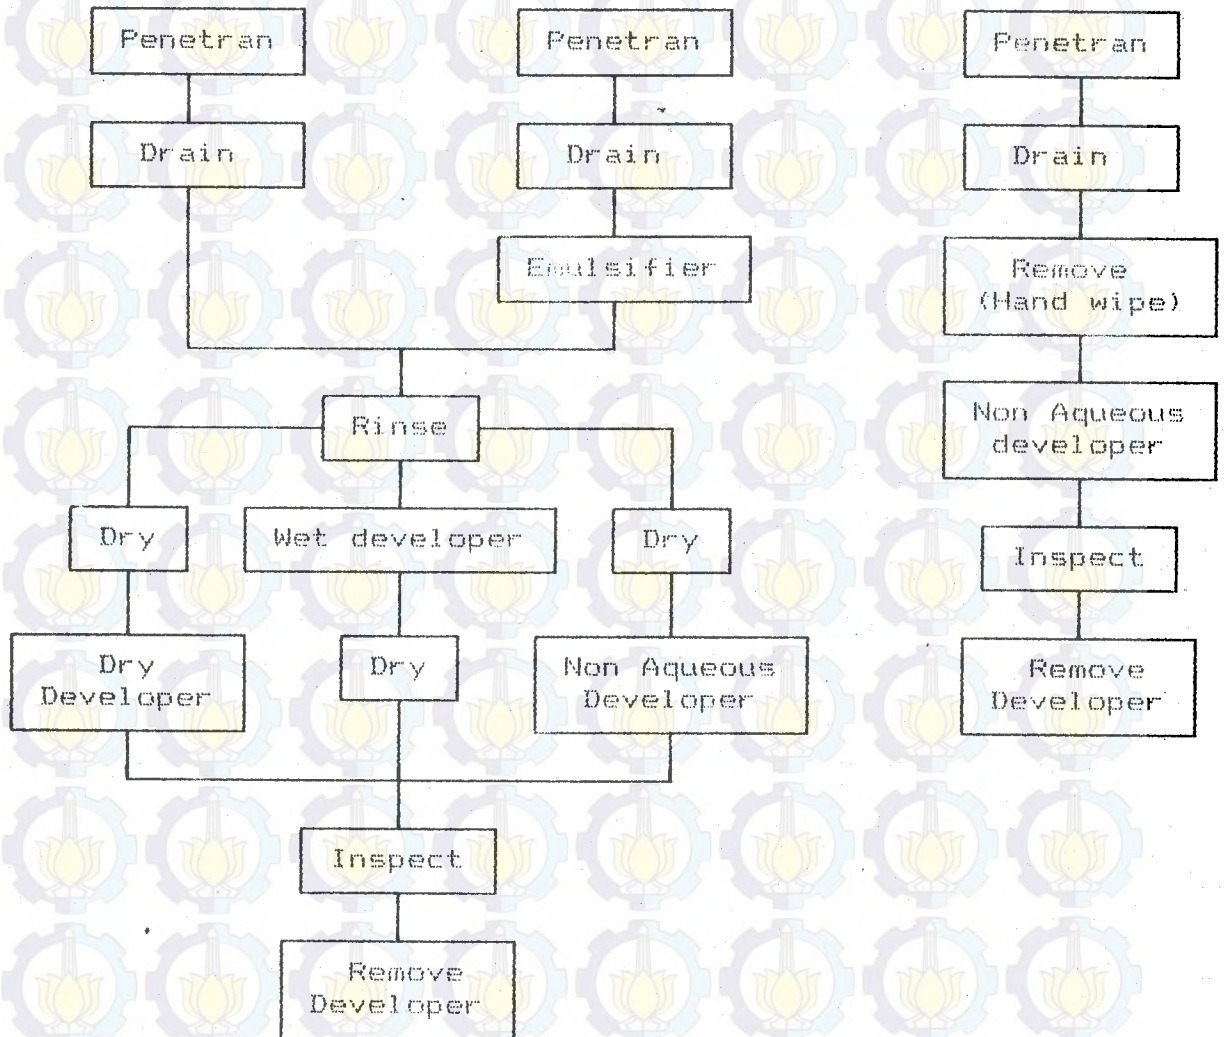 Penetran
Penetran
Penetran
Drain
Drain
Drain
Emulsifier
Remove
(Hand wipe)
Rinse
Non Aqueous
developer
Dry
Wet developer
Dry
Inspect
Dry
Developer
Dry
Non Aqueous
Developer
Remove
Developer
Inspect
Remove
Developer